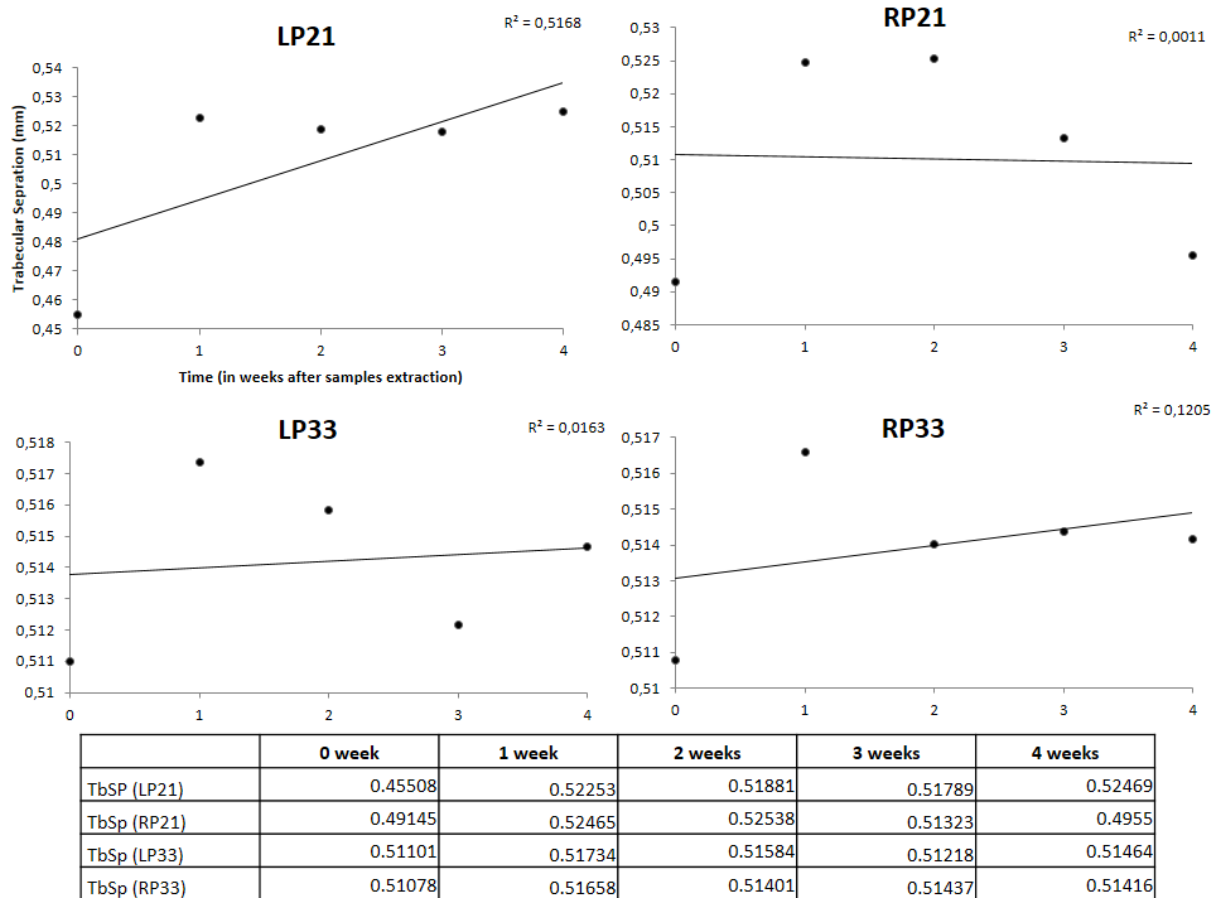 LP21
R² = 0,5168
Trabecular Sepration (mm)
0,54
0,53
0,52
0,51
0,5
0,49
0,48
0,47
0,46
0,45
0 1 2 3 4
Time (in weeks after samples extraction)
RP21
R² = 0,0011
0,53
0,525
0,52
0,515
0,51
0,505
0,5
0,495
0,49
0,485
0 1 2 3 4
LP33
R² = 0,0163
0,518
0,517
0,516
0,515
0,514
0,513
0,512
0,511
0,51
0 1 2 3 4
RP33
R² = 0,1205
0,517
0,516
0,515
0,514
0,513
0,512
0,511
0,51
0 1 2 3 4
0 week 1 week 2 weeks 3 weeks 4 weeks
TbSP (LP21) 0.45508 0.52253 0.51881 0.51789 0.52469
TbSp (RP21) 0.49145 0.52465 0.52538 0.51323 0.4955
TbSp (LP33) 0.51101 0.51734 0.51584 0.51218 0.51464
TbSp (RP33) 0.51078 0.51658 0.51401 0.51437 0.51416